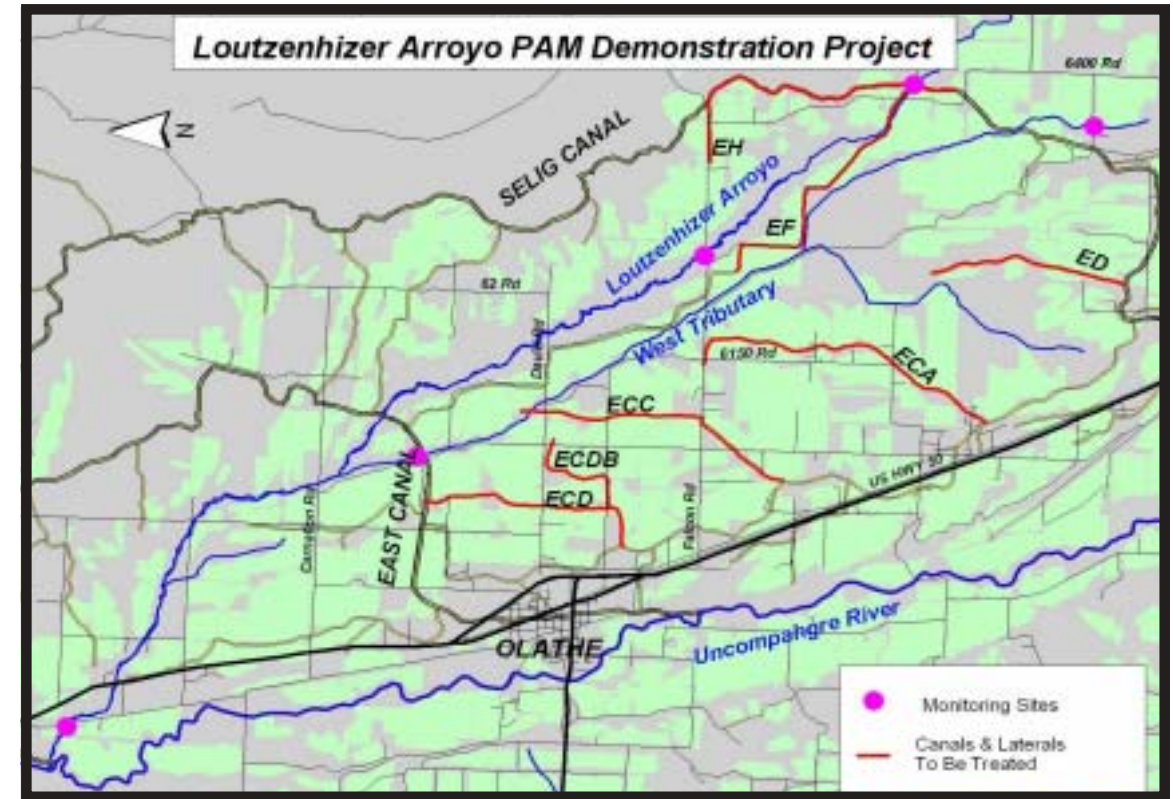 Loutzenhizer Arroyo PAM Demonstration Project
6400 Rd
N
SELIG CANAL
EH
Loutzenhizer Arroyo
EF
ED
62 Rd
West Tributary
6150 Rd
ECA
ECC
ECDB
ECD
US HWY 50
EAST CANAL
Falcon Rd
OLATHE
Uncompahgre River
Monitoring Sites
Canals & Laterals
To Be Treated